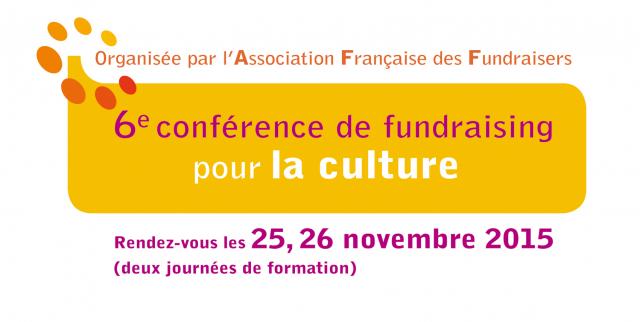 Organisée par l'Association Française des Fundraisers
6e conférence de fundraising
pour la culture
Rendez-vous les 25, 26 novembre 2015
(deux journées de formation)